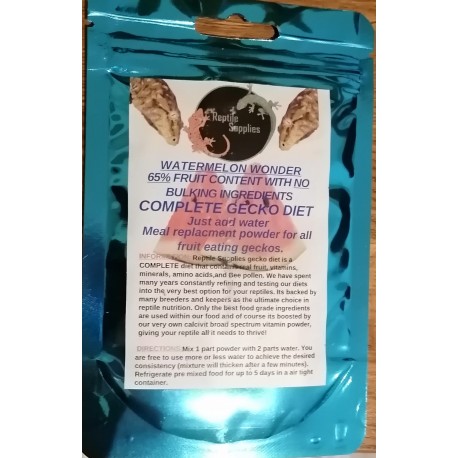 Reptile
Supplies
WATERMELON WONDER
65% FRUIT CONTENT WITH NO
BULKING INGREDIENTS
COMPLETE GECKO DIET
Just add water
Meal replacment powder for all
fruit eating geckos.
INFORMATION: Reptile Supplies gecko diet is a
COMPLETE diet that contains real fruit, vitamins,
minerals, amino acids,and Bee pollen. We have spent
many years constantly refining and testing our diets
into the very best option for your reptiles. Its backed by
many breeders and keepers as the ultimate choice in
reptile nutrition. Only the best food grade ingredients
are used within our food and of course its boosted by
our very own calcivit broad spectrum vitamin powder,
giving your reptile all it needs to thrive!
DIRECTIONS:Mix 1 part powder with 2 parts water. You
are free to use more or less water to achieve the desired
consistency (mixture will thicken after a few minutes).
Refrigerate pre mixed food for up to 5 days in a air tight
container.